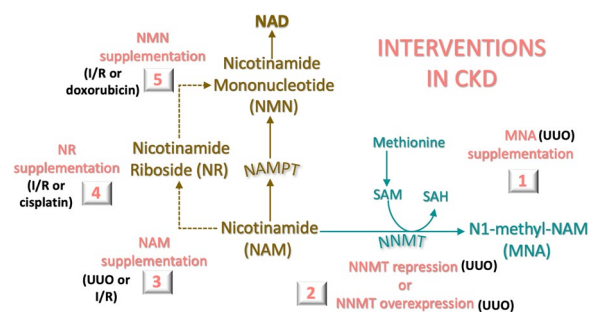 NMN
supplementation
(I/R or
doxorubicin)
5
NAD
Nicotinamide
Mononucleotide
(NMN)
INTERVENTIONS
IN CKD
NR
supplementation
(I/R or
cisplatin)
4
Nicotinamide
Riboside (NR)
NAMPT
Methionine
SAM
SAH
MNA (UUO)
supplementation
1
NAM
supplementation
(UUO or
I/R)
3
Nicotinamide
(NAM)
NNMT
N1-methyl-NAM
(MNA)
2
NNMT repression (UUO)
or
NNMT overexpression (UUO)